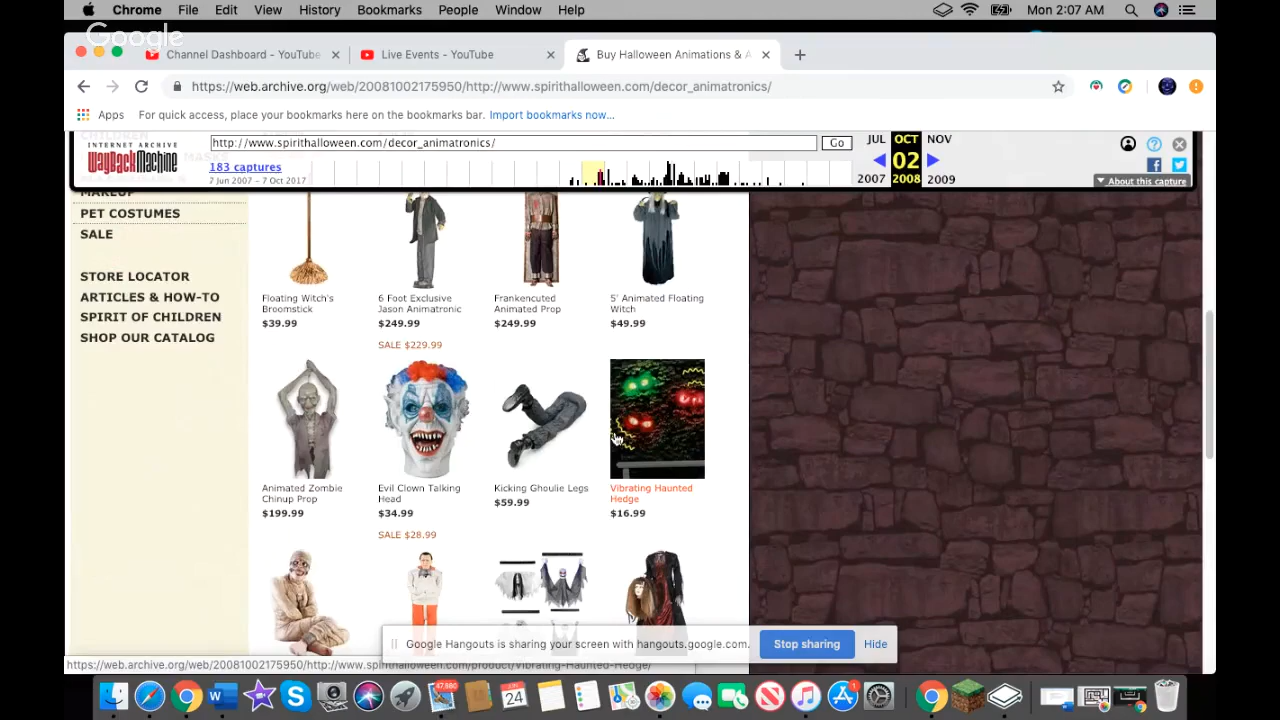 Chrome File Edit View History Bookmarks People Window Help Mon 2:07 AM
Google
Channel Dashboard - YouTube × Live Events - YouTube × Buy Halloween Animations & A × +
https://web.archive.org/web/20081002175950/http://www.spirithalloween.com/decor_animatronics/
Apps For quick access, place your bookmarks here on the bookmarks bar. Import bookmarks now...
CHILDREN
INTERNET ARCHIVE
WayBackMachine
http://www.spirithalloween.com/decor_animatronics/ Go
JUL OCT NOV
183 captures
02
7 Jun 2007 - 7 Oct 2017
2007 2008 2009
About this capture
MASKS
MAKEUP
PET COSTUMES
SALE
STORE LOCATOR
ARTICLES & HOW-TO
SPIRIT OF CHILDREN
SHOP OUR CATALOG
Floating Witch's
Broomstick
$39.99
6 Foot Exclusive
Jason Animatronic
$249.99
SALE $229.99
Frankencuted
Animated Prop
$249.99
5' Animated Floating
Witch
$49.99
Animated Zombie
Chinup Prop
$199.99
Evil Clown Talking
Head
$34.99
SALE $28.99
Kicking Ghoulie Legs
$59.99
Vibrating Haunted
Hedge
$16.99
Google Hangouts is sharing your screen with hangouts.google.com. Stop sharing Hide
https://web.archive.org/web/20081002175950/http://www.spirithalloween.com/product/Vibrating-Haunted-Hedge/
47,980
JUN
24
1